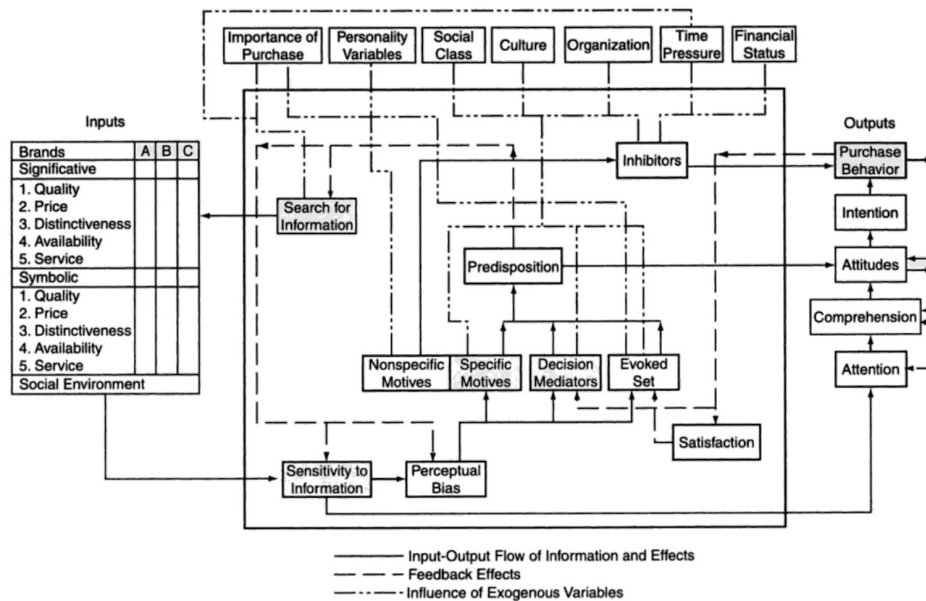 Importance of
Purchase
Personality
Variables
Social
Class
Culture
Organization
Time
Pressure
Financial
Status
Inputs
Brands A B C
Significative
1. Quality
2. Price
3. Distinctiveness
4. Availability
5. Service
Symbolic
1. Quality
2. Price
3. Distinctiveness
4. Availability
5. Service
Social Environment
Search for
Information
Inhibitors
Predisposition
Nonspecific
Motives
Specific
Motives
Decision
Mediators
Evoked
Set
Satisfaction
Sensitivity to
Information
Perceptual
Bias
Outputs
Purchase
Behavior
Intention
Attitudes
Comprehension
Attention
Input-Output Flow of Information and Effects
Feedback Effects
Influence of Exogenous Variables